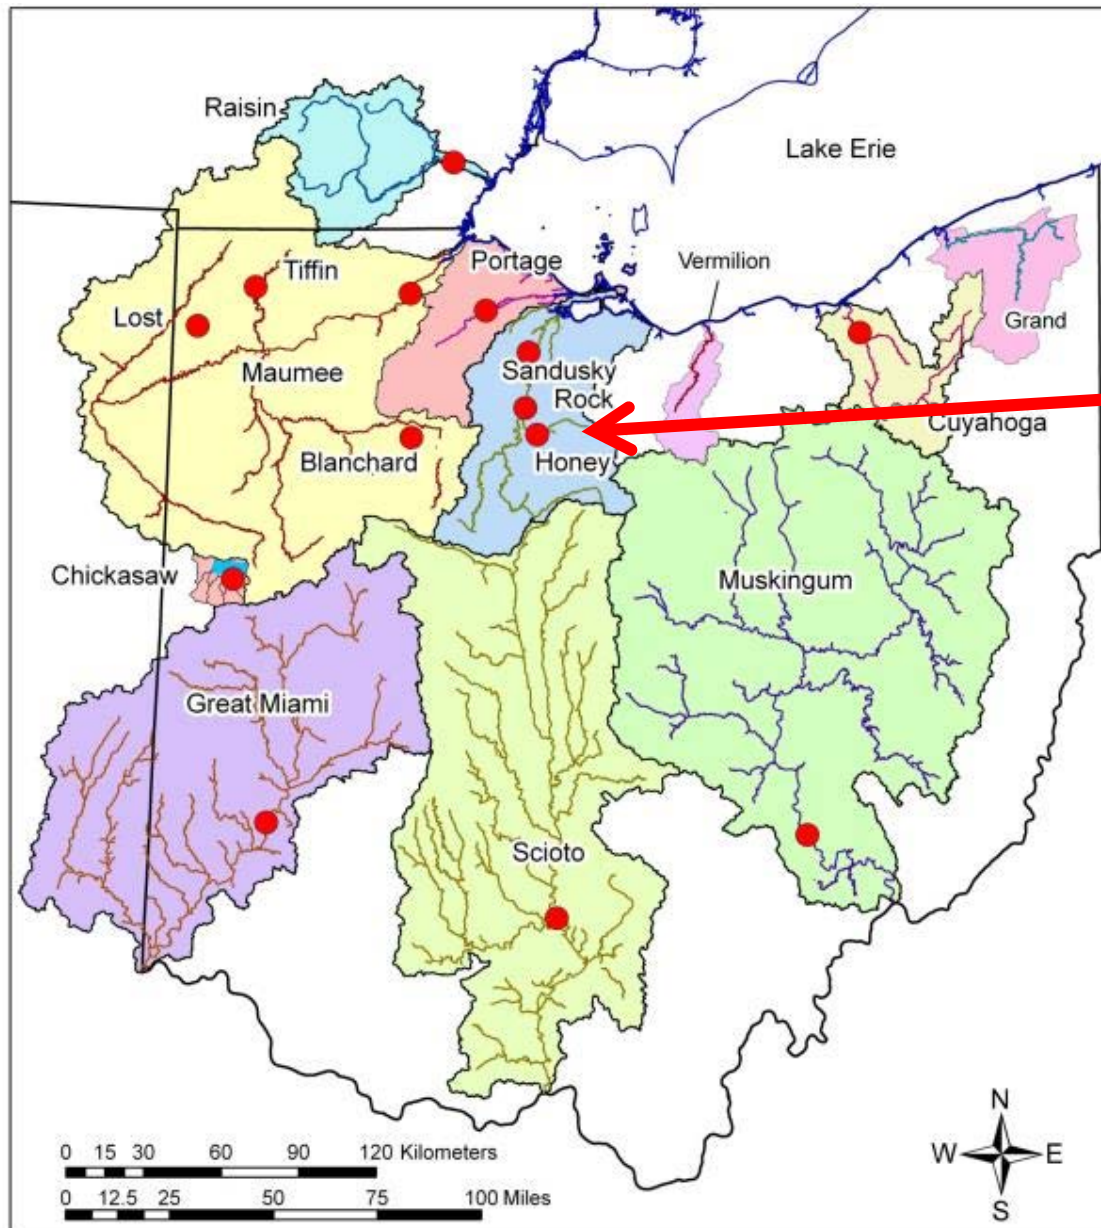 Raisin
Lake Erie
Tiffin
Portage
Vermilion
Lost
Grand
Sandusky
Maumee
Rock
Cuyahoga
Blanchard
Honey
Chickasaw
Muskingum
Great Miami
Scioto
N
W E
S
0 15 30 60 90 120 Kilometers
0 12.5 25 50 75 100 Miles